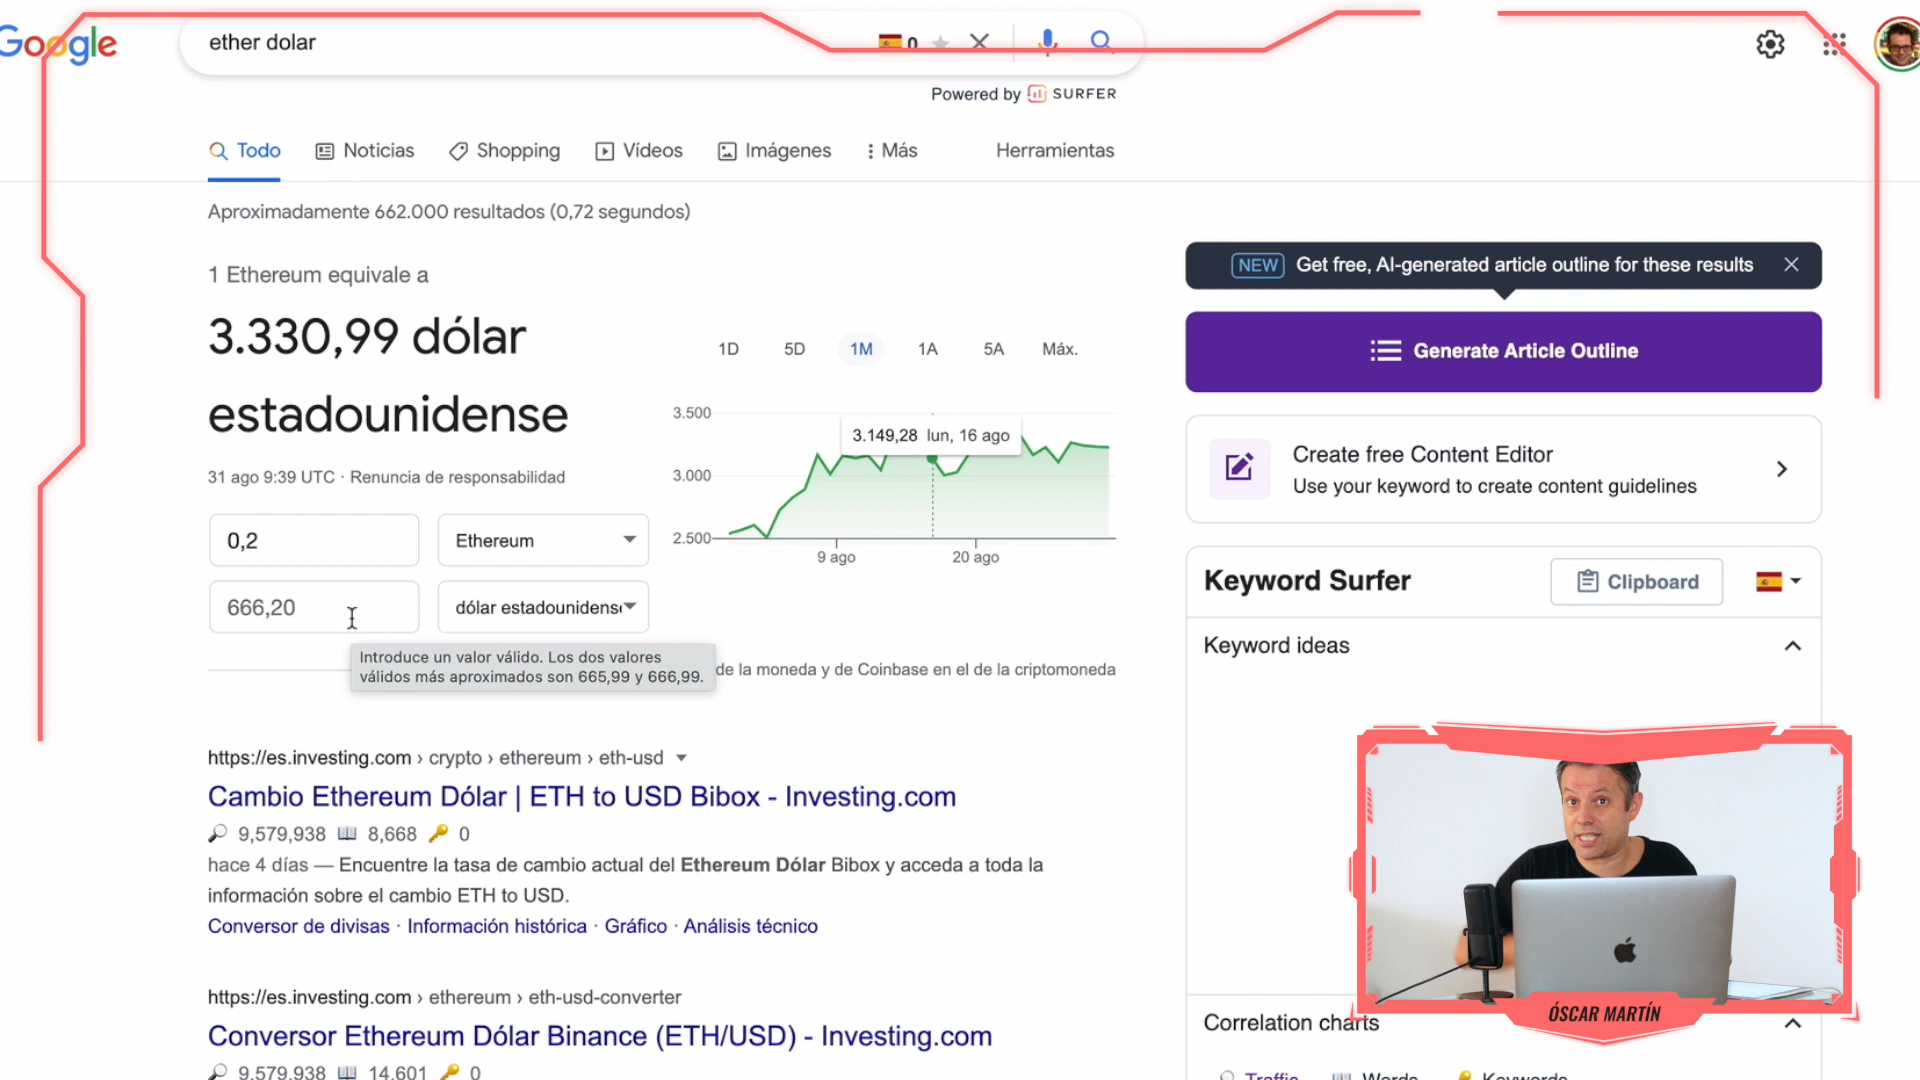 Google
ether dolar
0
Powered by SURFER
Todo
Noticias
Shopping
Vídeos
Imágenes
Más
Herramientas
Aproximadamente 662.000 resultados (0,72 segundos)
1 Ethereum equivale a
3.330,99 dólar
estadounidense
31 ago 9:39 UTC · Renuncia de responsabilidad
0,2
Ethereum
666,20
dólar estadounidens
Introduce un valor válido. Los dos valores
válidos más aproximados son 665,99 y 666,99.
de la moneda y de Coinbase en el de la criptomoneda
1D 5D 1M 1A 5A Máx.
3.500
3.149,28 lun, 16 ago
3.000
2.500
9 ago 20 ago
https://es.investing.com › crypto › ethereum › eth-usd
Cambio Ethereum Dólar | ETH to USD Bibox - Investing.com
9,579,938 8,668 0
hace 4 días — Encuentre la tasa de cambio actual del Ethereum Dólar Bibox y acceda a toda la
información sobre el cambio ETH to USD.
Conversor de divisas · Información histórica · Gráfico · Análisis técnico
https://es.investing.com › ethereum › eth-usd-converter
Conversor Ethereum Dólar Binance (ETH/USD) - Investing.com
9,579,938 14,601 0
NEW Get free, AI-generated article outline for these results
Generate Article Outline
Create free Content Editor
Use your keyword to create content guidelines
Keyword Surfer
Clipboard
Keyword ideas
Correlation charts
Traffic Words Keywords
ÓSCAR MARTÍN